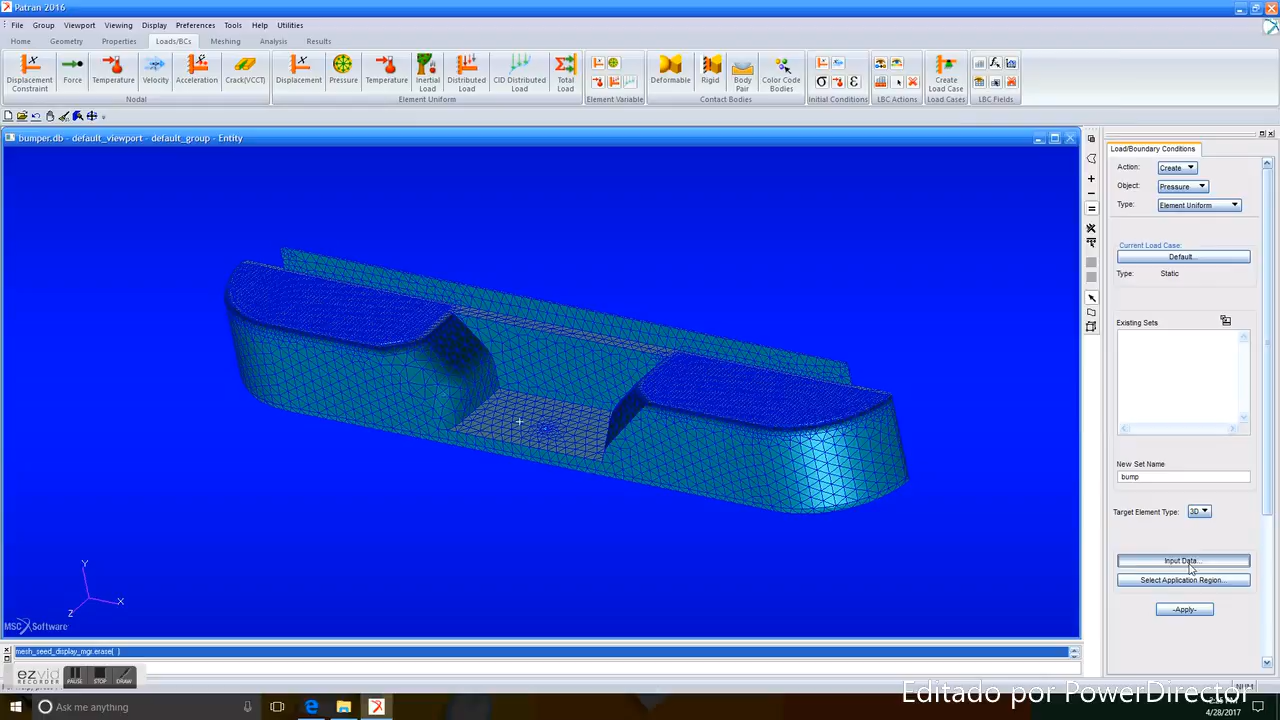 Patran 2016
File Group Viewport Viewing Display Preferences Tools Help Utilities
Home Geometry Properties Loads/BCs Meshing Analysis Results
Displacement Constraint
Force
Temperature
Velocity
Acceleration
Crack(VCCT)
Displacement
Pressure
Temperature
Inertial Load
Distributed Load
CID Distributed Load
Total Load
Deformable
Rigid
Body Pair
Color Code Bodies
Create Load Case
Nodal
Element Uniform
Element Variable
Contact Bodies
Initial Conditions
LBC Actions
Load Cases
LBC Fields
bumper.db - default_viewport - default_group - Entity
Load/Boundary Conditions
Action: Create
Object: Pressure
Type: Element Uniform
Current Load Case:
Default...
Type: Static
Existing Sets
New Set Name
bump
Target Element Type: 3D
Input Data...
Select Application Region...
-Apply-
Y
X
Z
MSC Software
mesh_seed_display_mgr.erase( )
ezvid
RECORDER
PAUSE
STOP
DRAW
Editado por PowerDirector
Ask me anything
4/28/2017